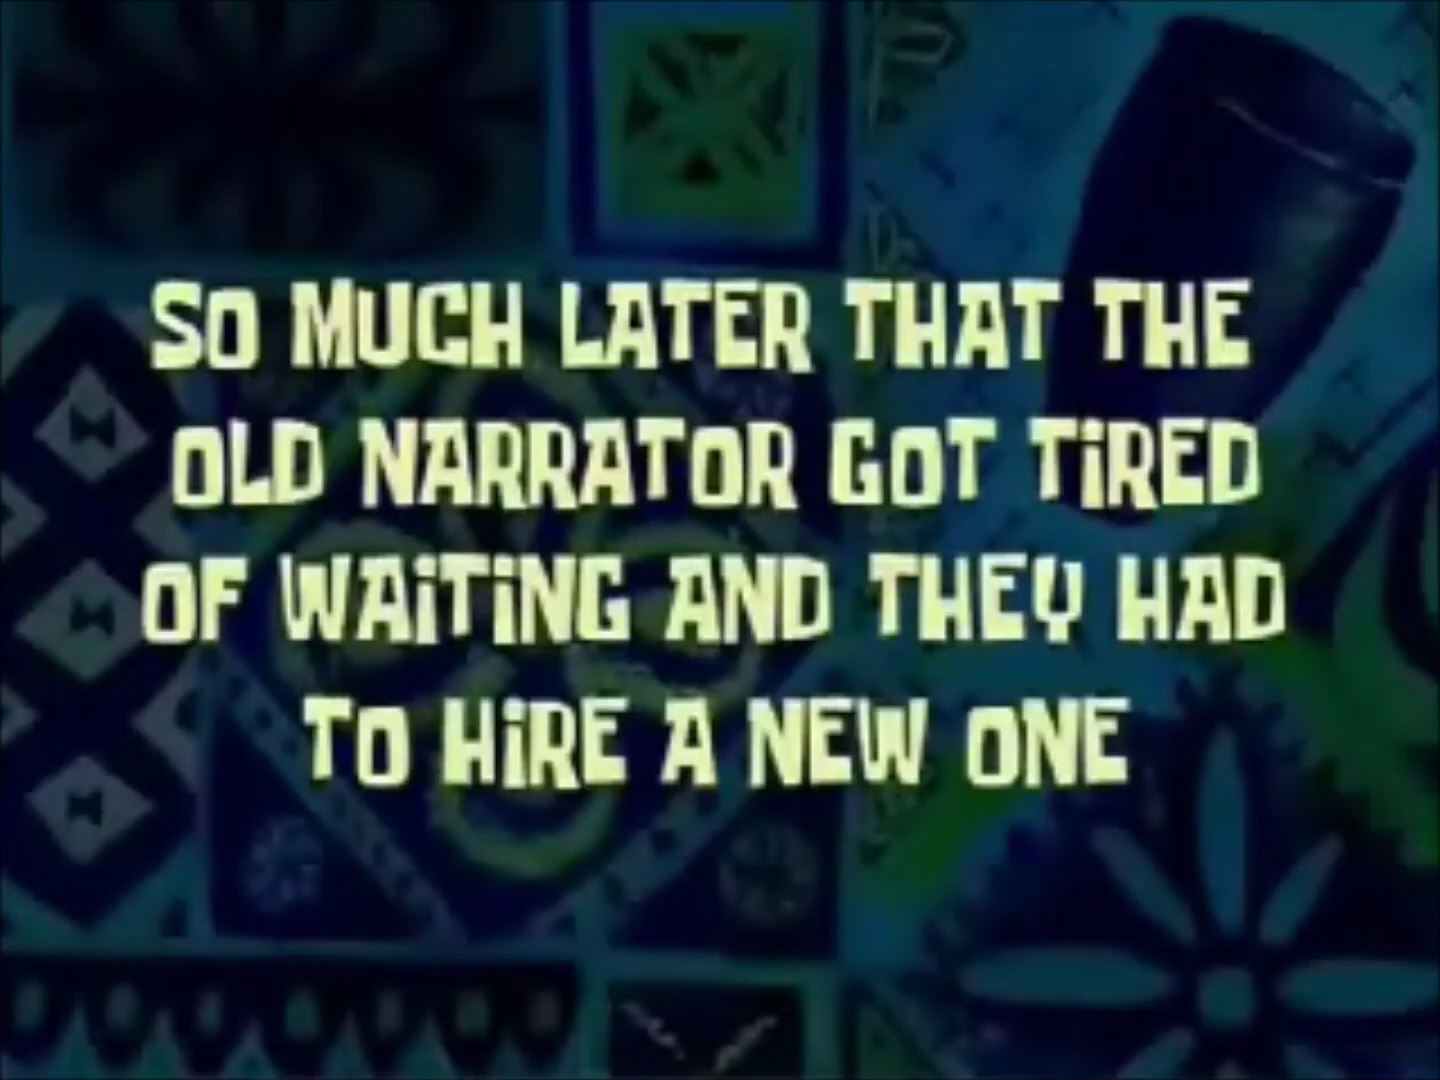 SO MUCH LATER THAT THE
OLD NARRATOR GOT TiRED
OF WAiTiNG AND THEY HAD
TO HiRE A NEW ONE